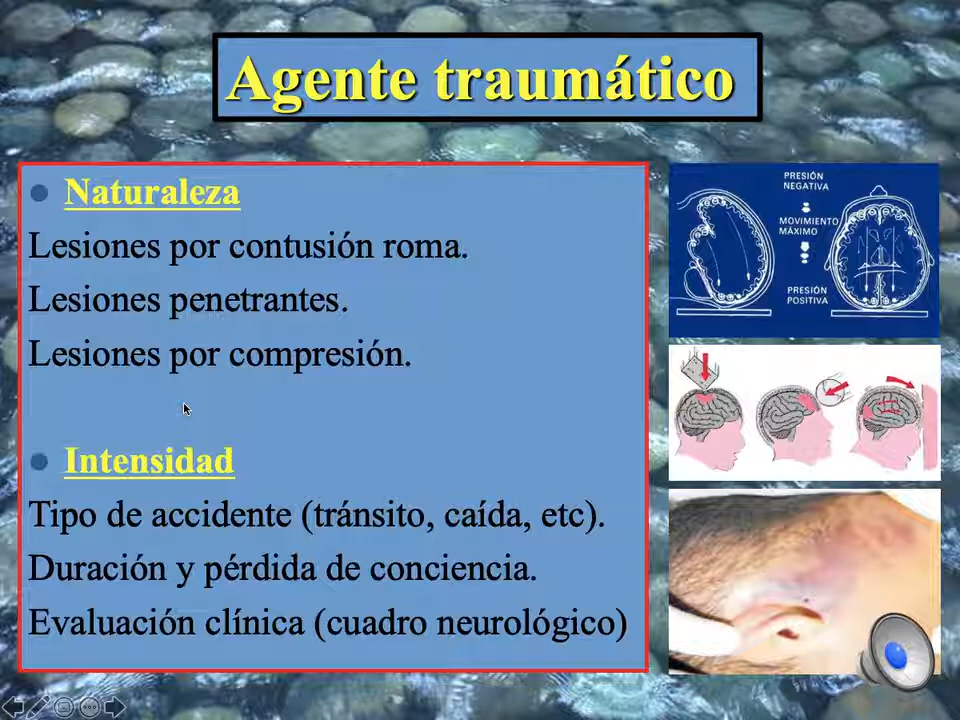 Agente traumático
Naturaleza
Lesiones por contusión roma.
Lesiones penetrantes.
Lesiones por compresión.
Intensidad
Tipo de accidente (tránsito, caída, etc).
Duración y pérdida de conciencia.
Evaluación clínica (cuadro neurológico)
PRESIÓN
NEGATIVA
MOVIMIENTO
MÁXIMO
PRESIÓN
POSITIVA